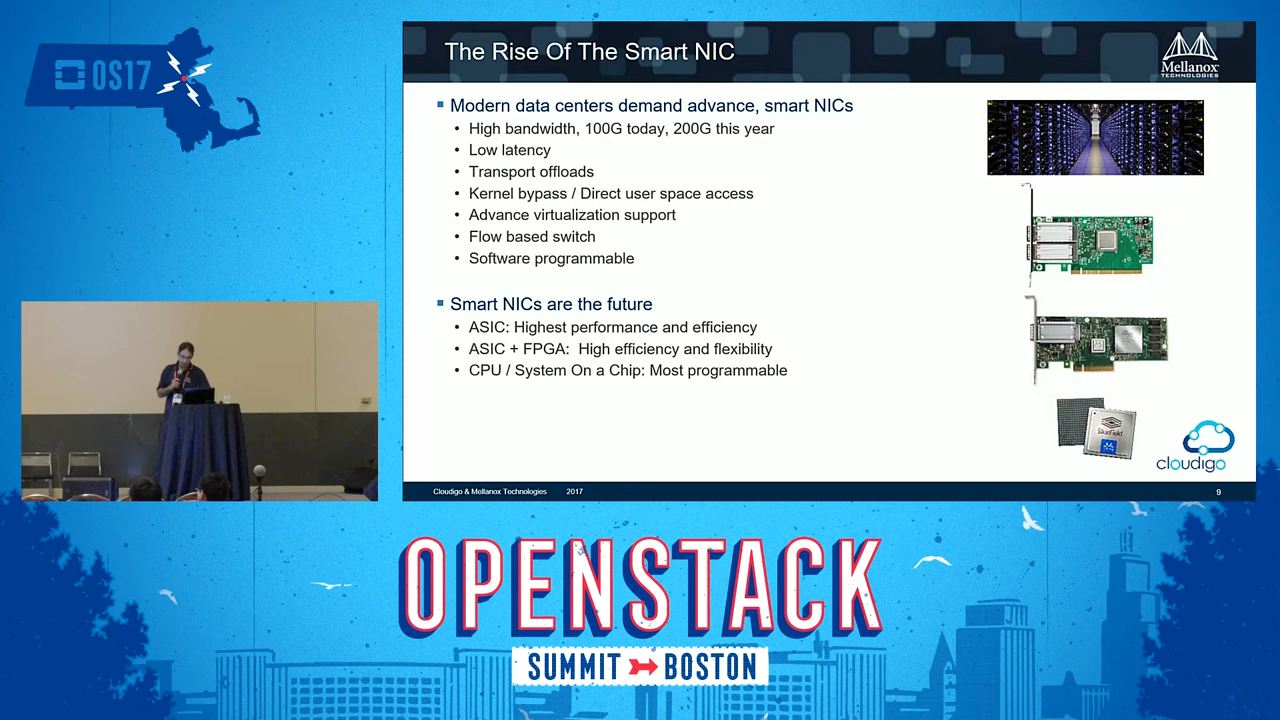 OS17
The Rise Of The Smart NIC
Mellanox
TECHNOLOGIES
Modern data centers demand advance, smart NICs
High bandwidth, 100G today, 200G this year
Low latency
Transport offloads
Kernel bypass / Direct user space access
Advance virtualization support
Flow based switch
Software programmable
Smart NICs are the future
ASIC: Highest performance and efficiency
ASIC + FPGA: High efficiency and flexibility
CPU / System On a Chip: Most programmable
BlueField
cloudigo
Cloudigo & Mellanox Technologies 2017
9
OPENSTACK
SUMMIT BOSTON